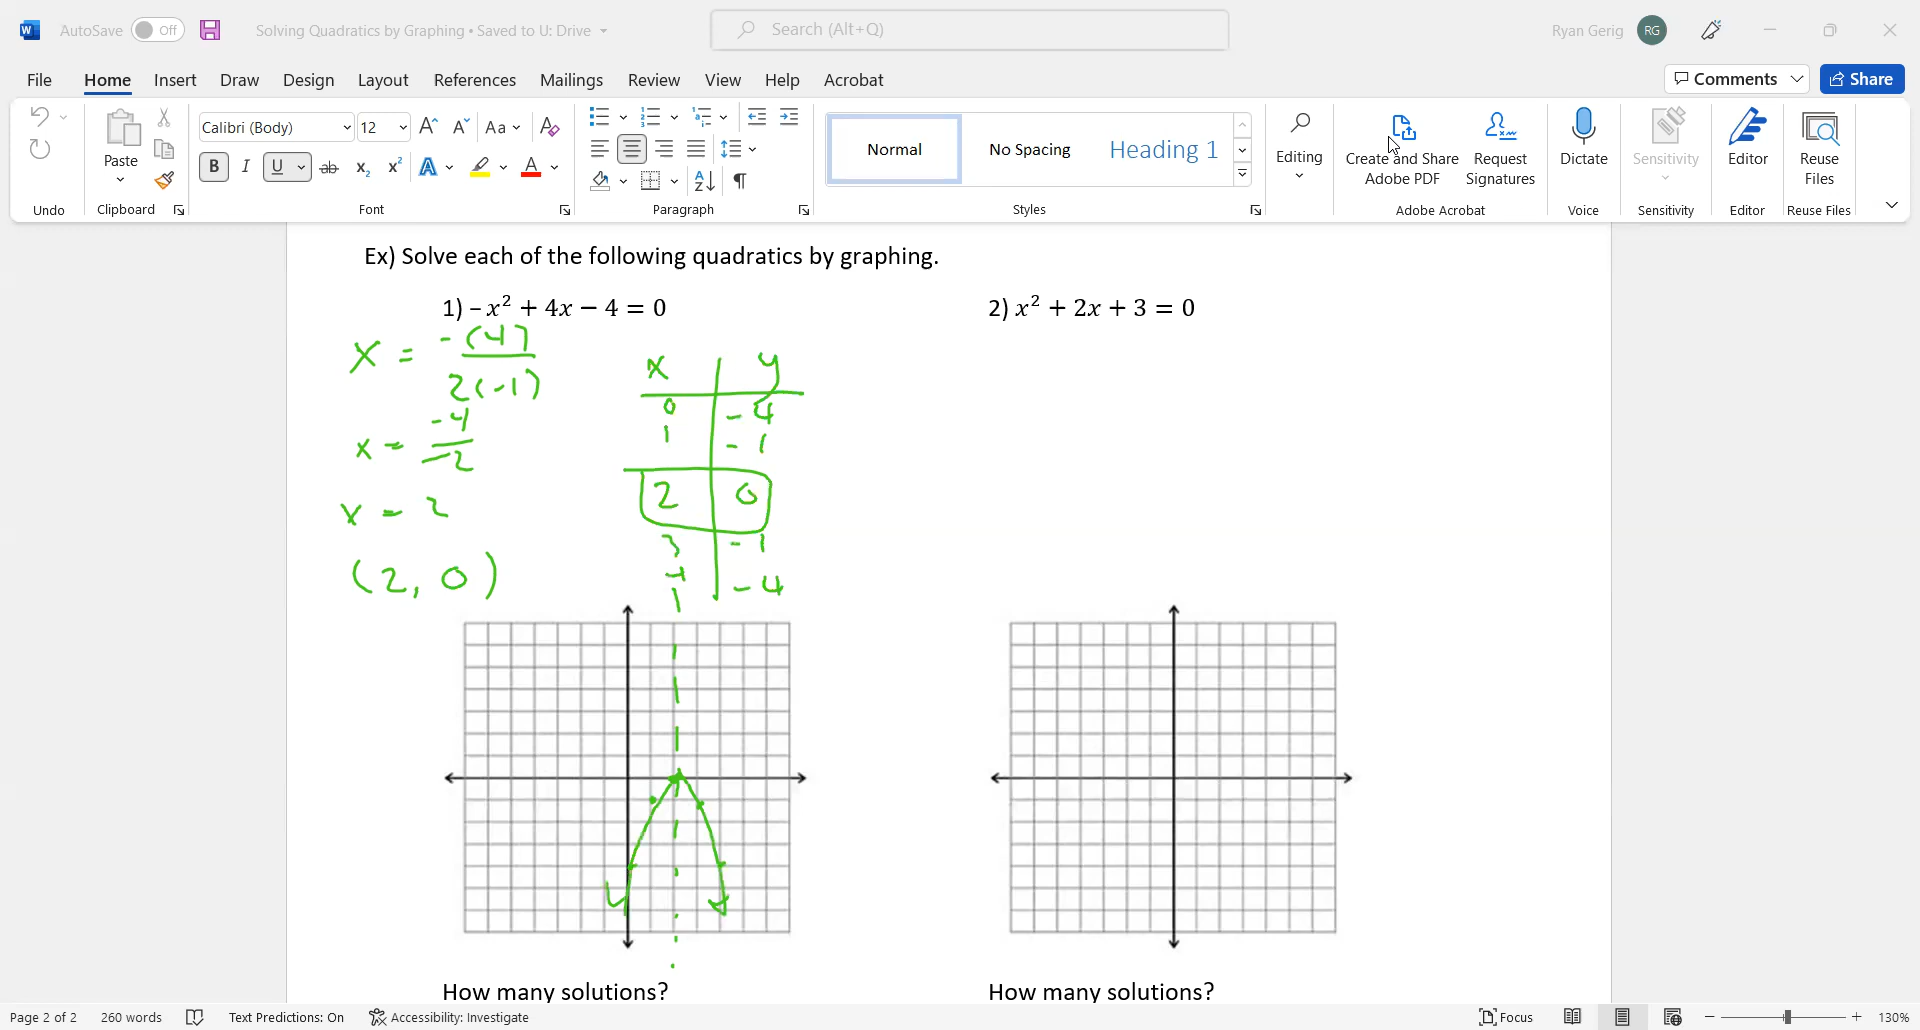 AutoSave Off Solving Quadratics by Graphing • Saved to U: Drive Search (Alt+Q) Ryan Gerig RG
File Home Insert Draw Design Layout References Mailings Review View Help Acrobat Comments Share
Paste Calibri (Body) 12 A^ Aˇ Aa A
B I U ab x₂ x² A A
Normal No Spacing Heading 1
Editing Create and Share Adobe PDF Request Signatures Dictate Sensitivity Editor Reuse Files
Undo Clipboard Font Paragraph Styles Adobe Acrobat Voice Sensitivity Editor Reuse Files
Ex) Solve each of the following quadratics by graphing.
1) – x² + 4x − 4 = 0
2) x² + 2x + 3 = 0
x = -(4) / 2(-1)
x = -4 / -2
x = 2
(2, 0)
x y
0 -4
1 -1
2 0
3 -1
4 -4
How many solutions?
How many solutions?
Page 2 of 2 260 words Text Predictions: On Accessibility: Investigate Focus 130%